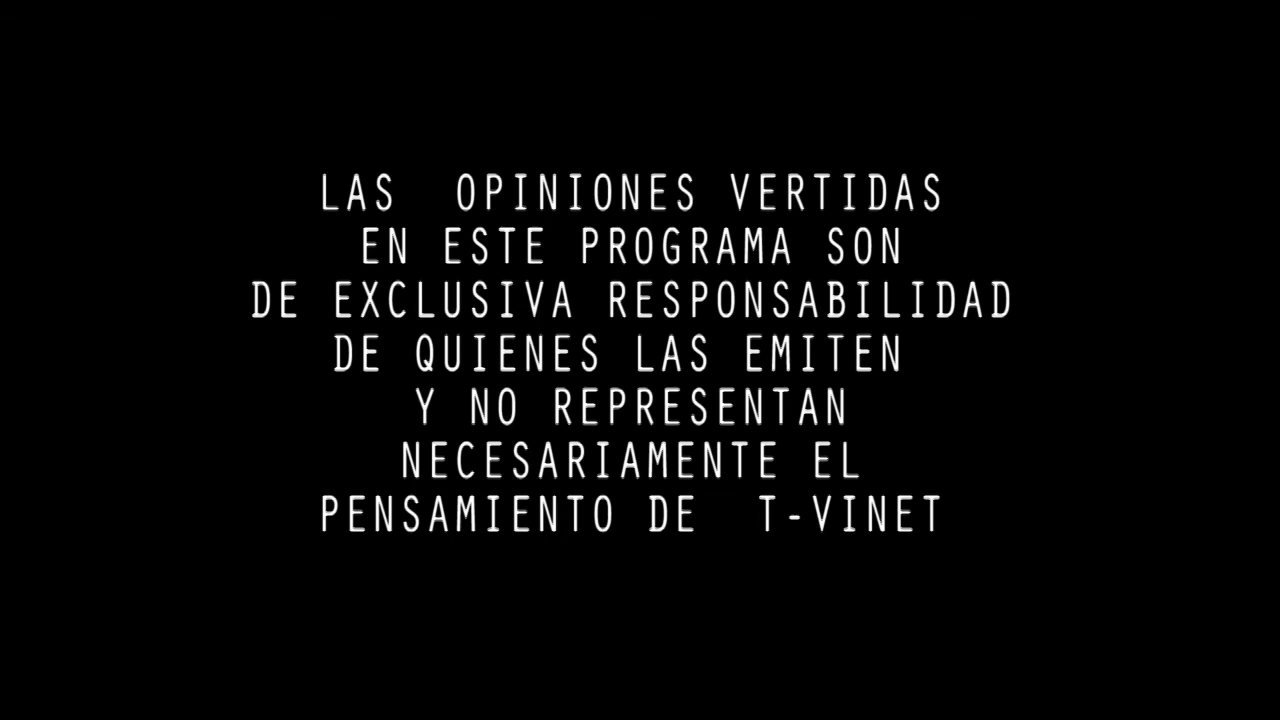 LAS OPINIONES VERTIDAS
EN ESTE PROGRAMA SON
DE EXCLUSIVA RESPONSABILIDAD
DE QUIENES LAS EMITEN
Y NO REPRESENTAN
NECESARIAMENTE EL
PENSAMIENTO DE T-VINET